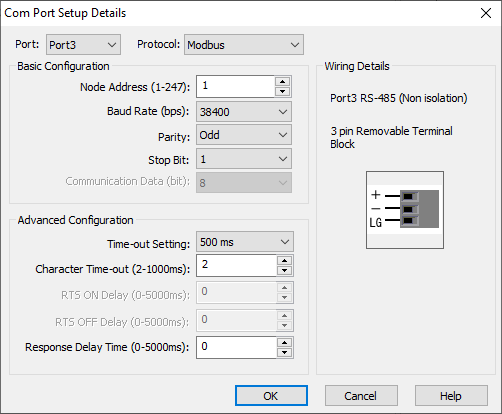 Com Port Setup Details
Port: Port3 Protocol: Modbus
Basic Configuration
Node Address (1-247): 1
Baud Rate (bps): 38400
Parity: Odd
Stop Bit: 1
Communication Data (bit): 8
Advanced Configuration
Time-out Setting: 500 ms
Character Time-out (2-1000ms): 2
RTS ON Delay (0-5000ms): 0
RTS OFF Delay (0-5000ms): 0
Response Delay Time (0-5000ms): 0
Wiring Details
Port3 RS-485 (Non isolation)
3 pin Removable Terminal
Block
+
−
LG
OK Cancel Help